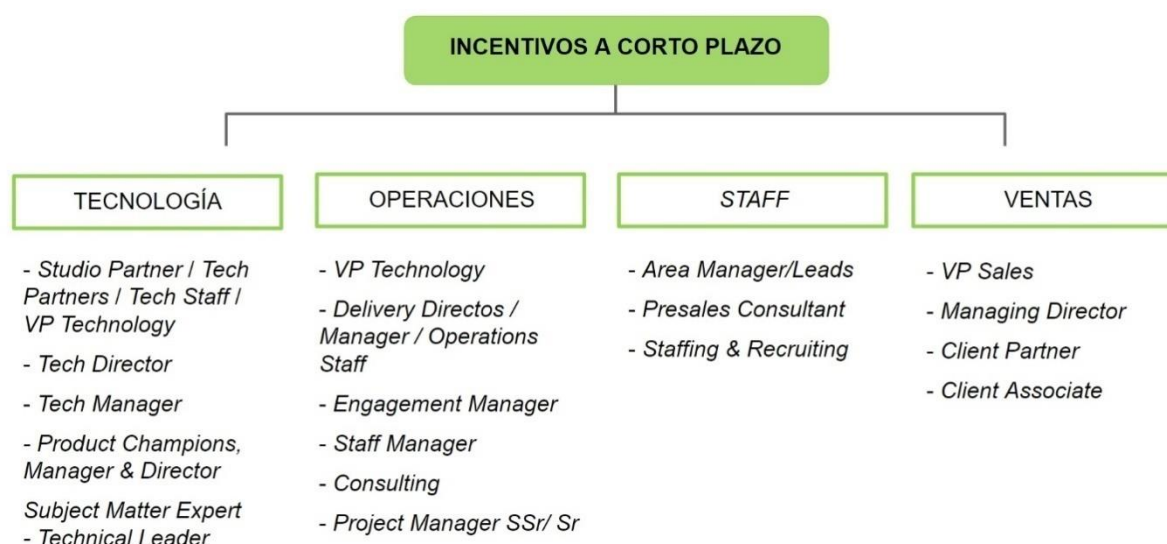 INCENTIVOS A CORTO PLAZO
TECNOLOGÍA
- Studio Partner / Tech
Partners / Tech Staff /
VP Technology
- Tech Director
- Tech Manager
- Product Champions,
Manager & Director
Subject Matter Expert
- Technical Leader
OPERACIONES
- VP Technology
- Delivery Directos /
Manager / Operations
Staff
- Engagement Manager
- Staff Manager
- Consulting
- Project Manager SSr/ Sr
STAFF
- Area Manager/Leads
- Presales Consultant
- Staffing & Recruiting
VENTAS
- VP Sales
- Managing Director
- Client Partner
- Client Associate